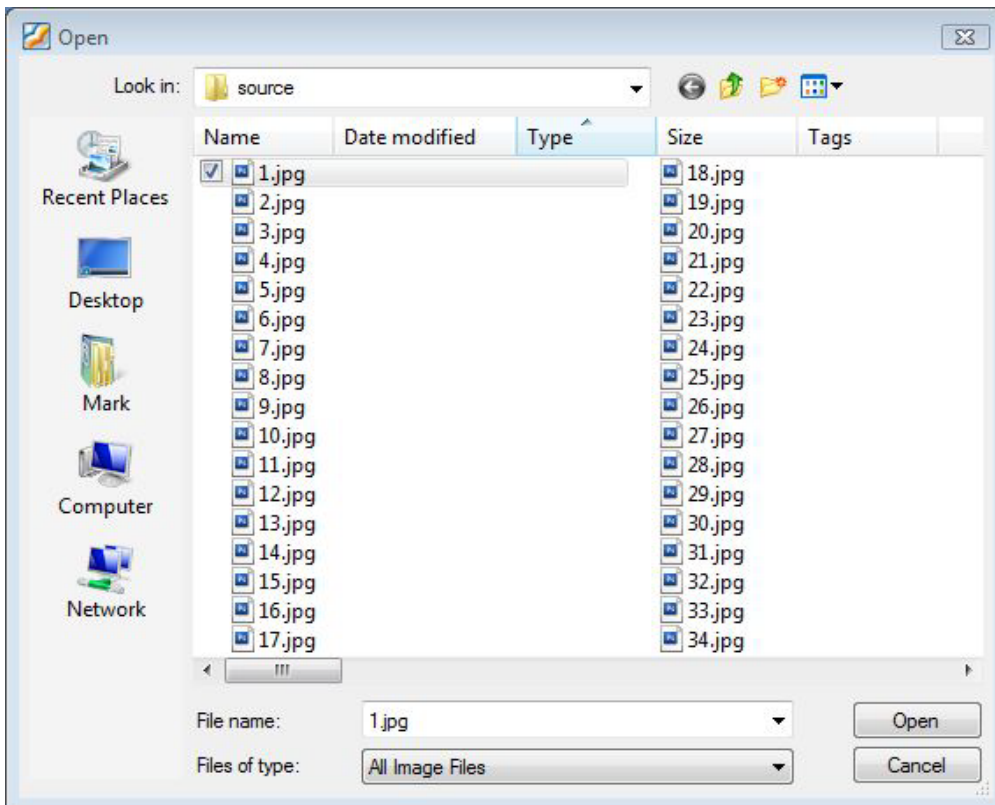 Open
Look in: source
Name Date modified Type Size Tags
1.jpg 18.jpg
2.jpg 19.jpg
3.jpg 20.jpg
4.jpg 21.jpg
5.jpg 22.jpg
6.jpg 23.jpg
7.jpg 24.jpg
8.jpg 25.jpg
9.jpg 26.jpg
10.jpg 27.jpg
11.jpg 28.jpg
12.jpg 29.jpg
13.jpg 30.jpg
14.jpg 31.jpg
15.jpg 32.jpg
16.jpg 33.jpg
17.jpg 34.jpg
Recent Places
Desktop
Mark
Computer
Network
File name: 1.jpg Open
Files of type: All Image Files Cancel